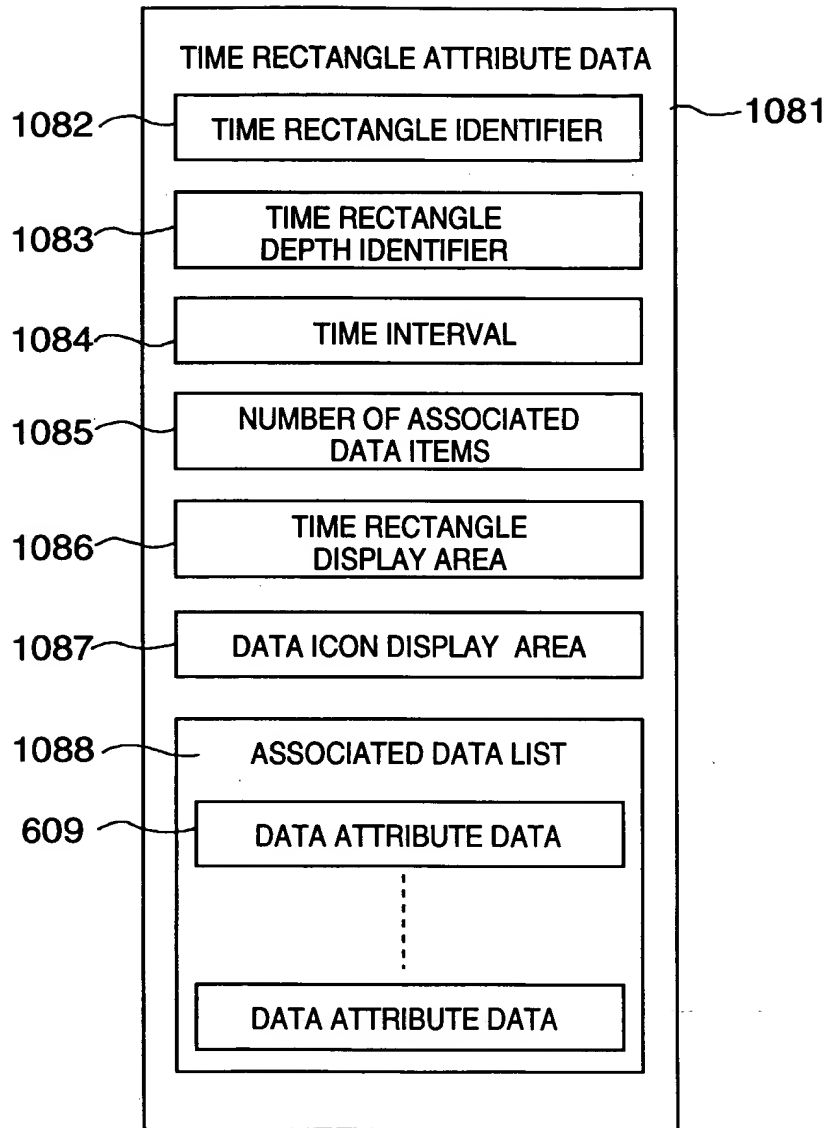 TIME RECTANGLE ATTRIBUTE DATA
1081
1082
TIME RECTANGLE IDENTIFIER
1083
TIME RECTANGLE
DEPTH IDENTIFIER
1084
TIME INTERVAL
1085
NUMBER OF ASSOCIATED
DATA ITEMS
1086
TIME RECTANGLE
DISPLAY AREA
1087
DATA ICON DISPLAY AREA
1088
ASSOCIATED DATA LIST
609
DATA ATTRIBUTE DATA
DATA ATTRIBUTE DATA